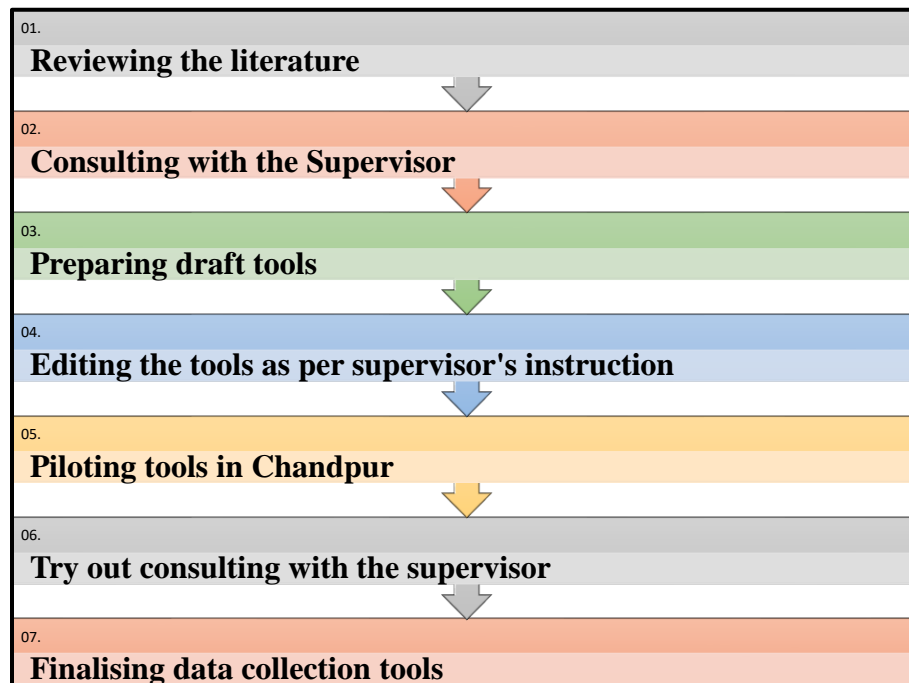 01.
Reviewing the literature
02.
Consulting with the Supervisor
03.
Preparing draft tools
04.
Editing the tools as per supervisor's instruction
05.
Piloting tools in Chandpur
06.
Try out consulting with the supervisor
07.
Finalising data collection tools